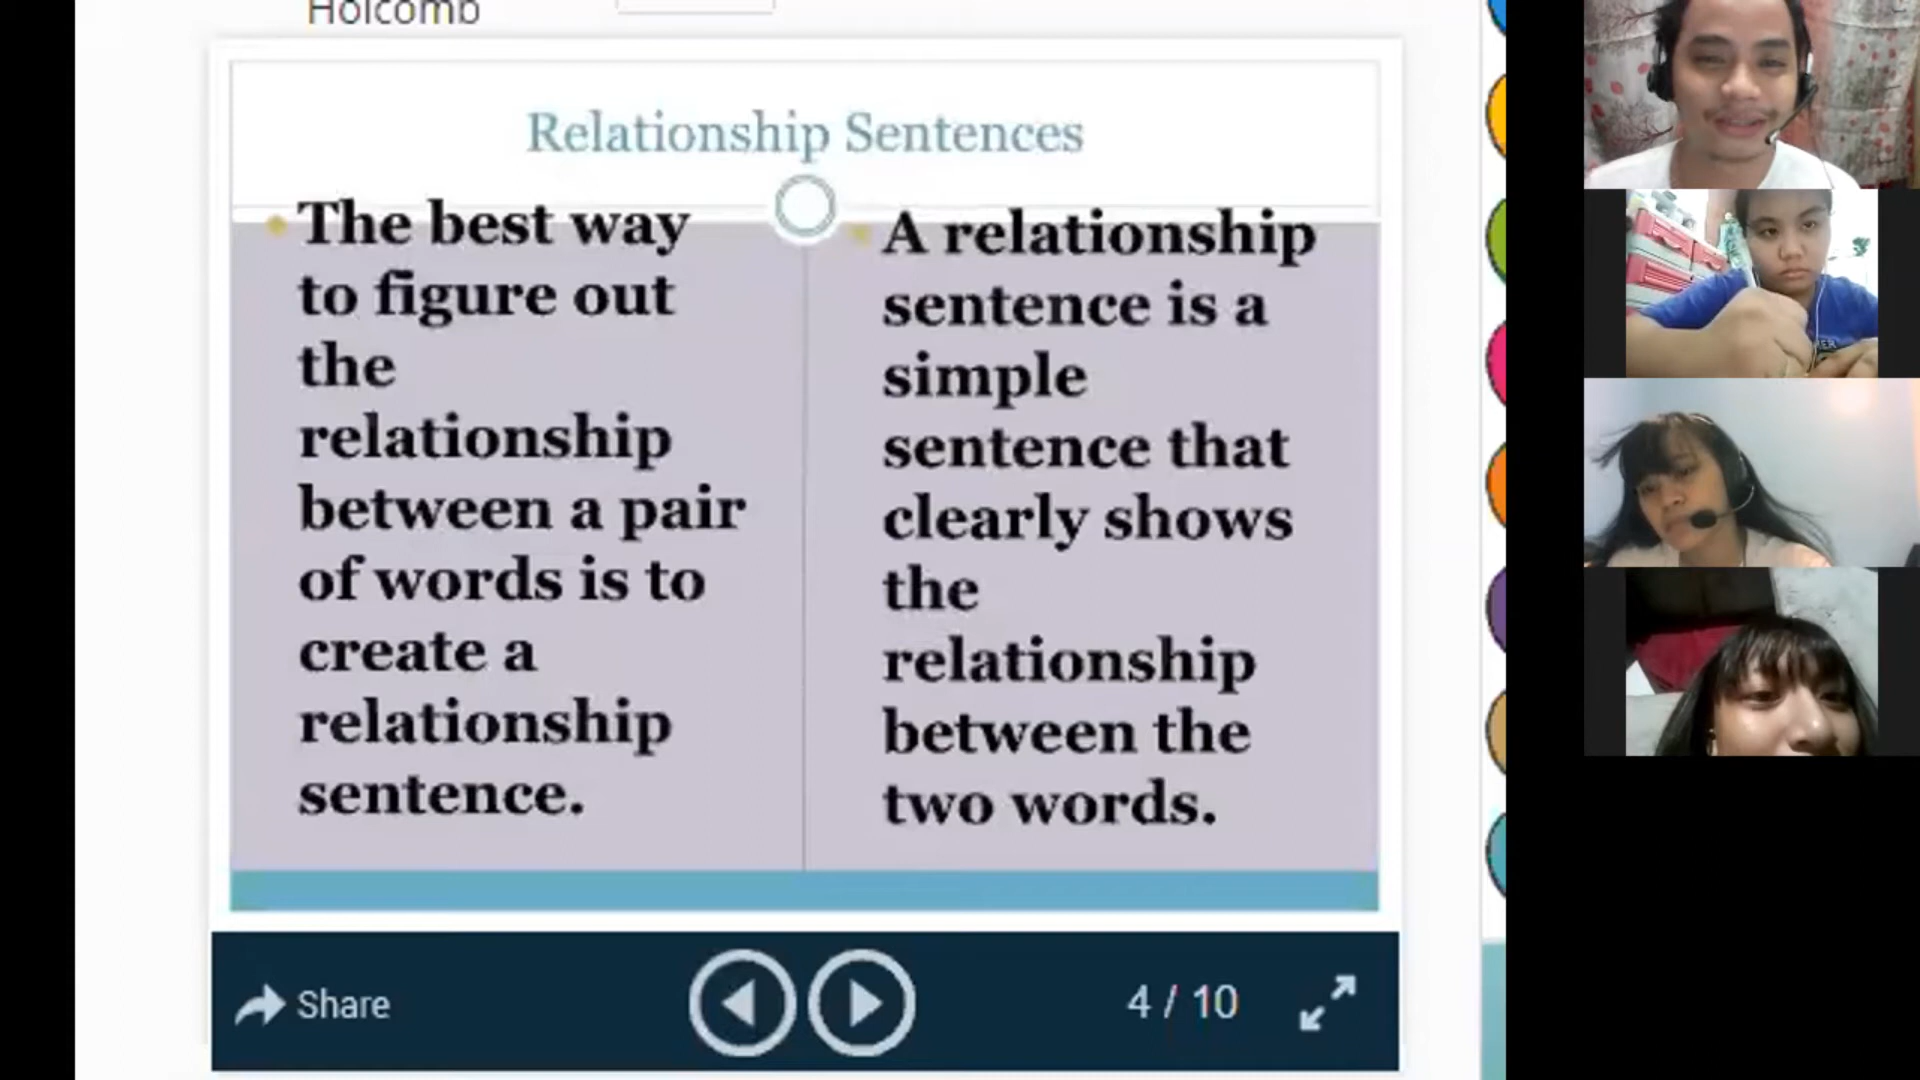 Holcomb
Relationship Sentences
The best way
to figure out
the
relationship
between a pair
of words is to
create a
relationship
sentence.
A relationship
sentence is a
simple
sentence that
clearly shows
the
relationship
between the
two words.
Share
4 / 10